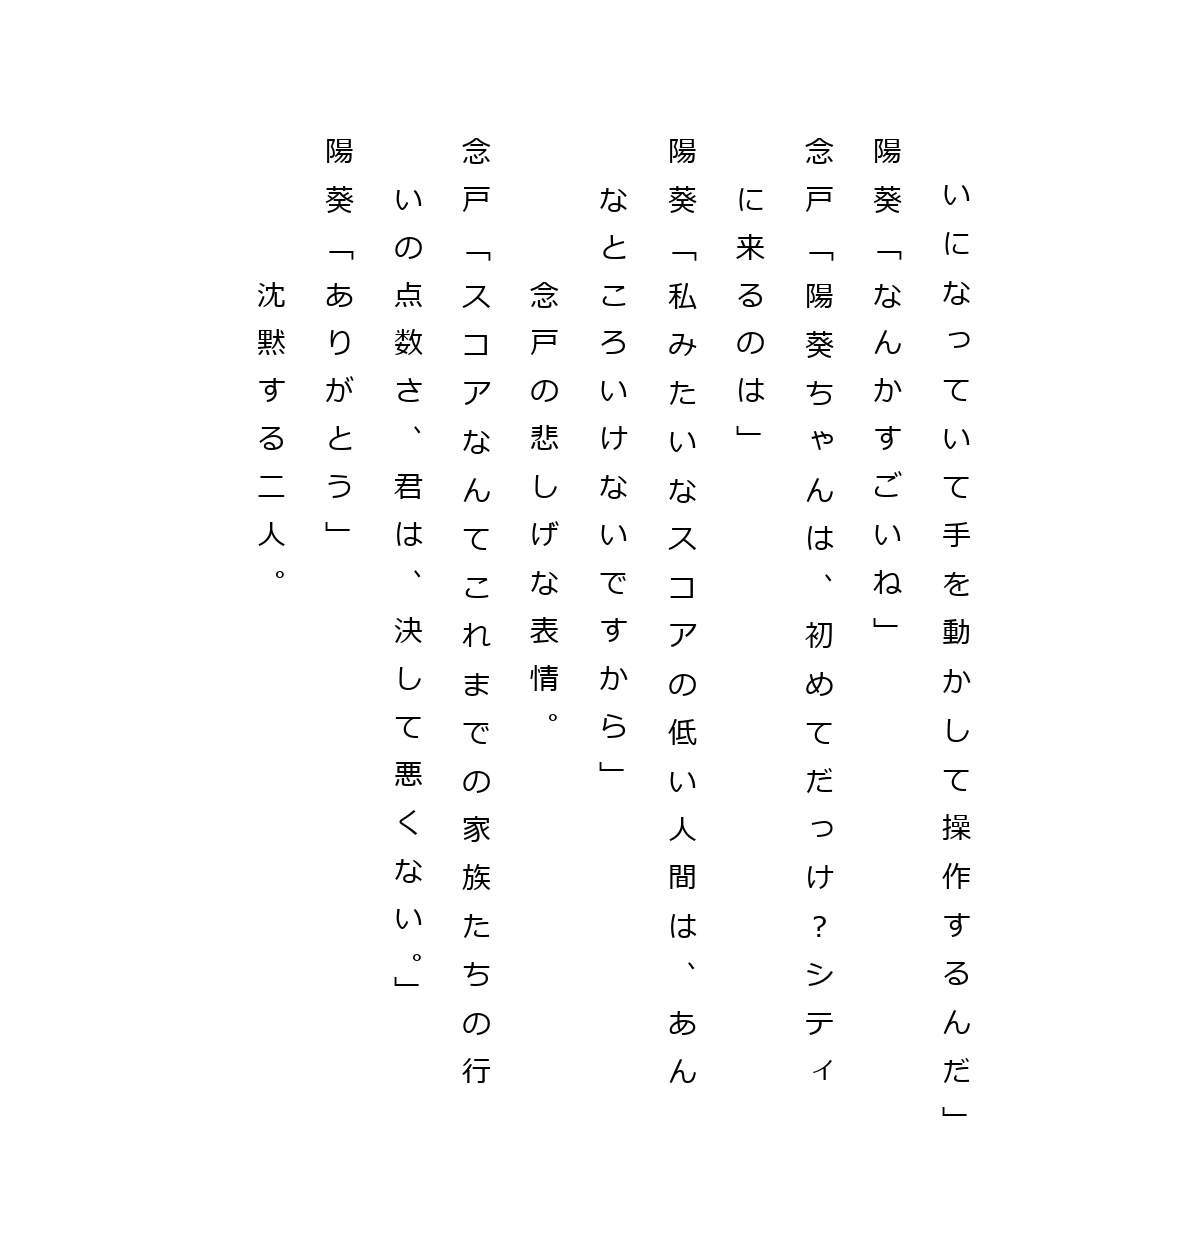 いになっていて手を動かして操作するんだ」
陽葵「なんかすごいね」
念戸「陽葵ちゃんは、初めてだっけ?シティ
に来るのは」
陽葵「私みたいなスコアの低い人間は、あん
なところいけないですから」
念戸の悲しげな表情。
念戸「スコアなんてこれまでの家族たちの行
いの点数さ、君は、決して悪くない。」
陽葵「ありがとう」
沈黙する二人。